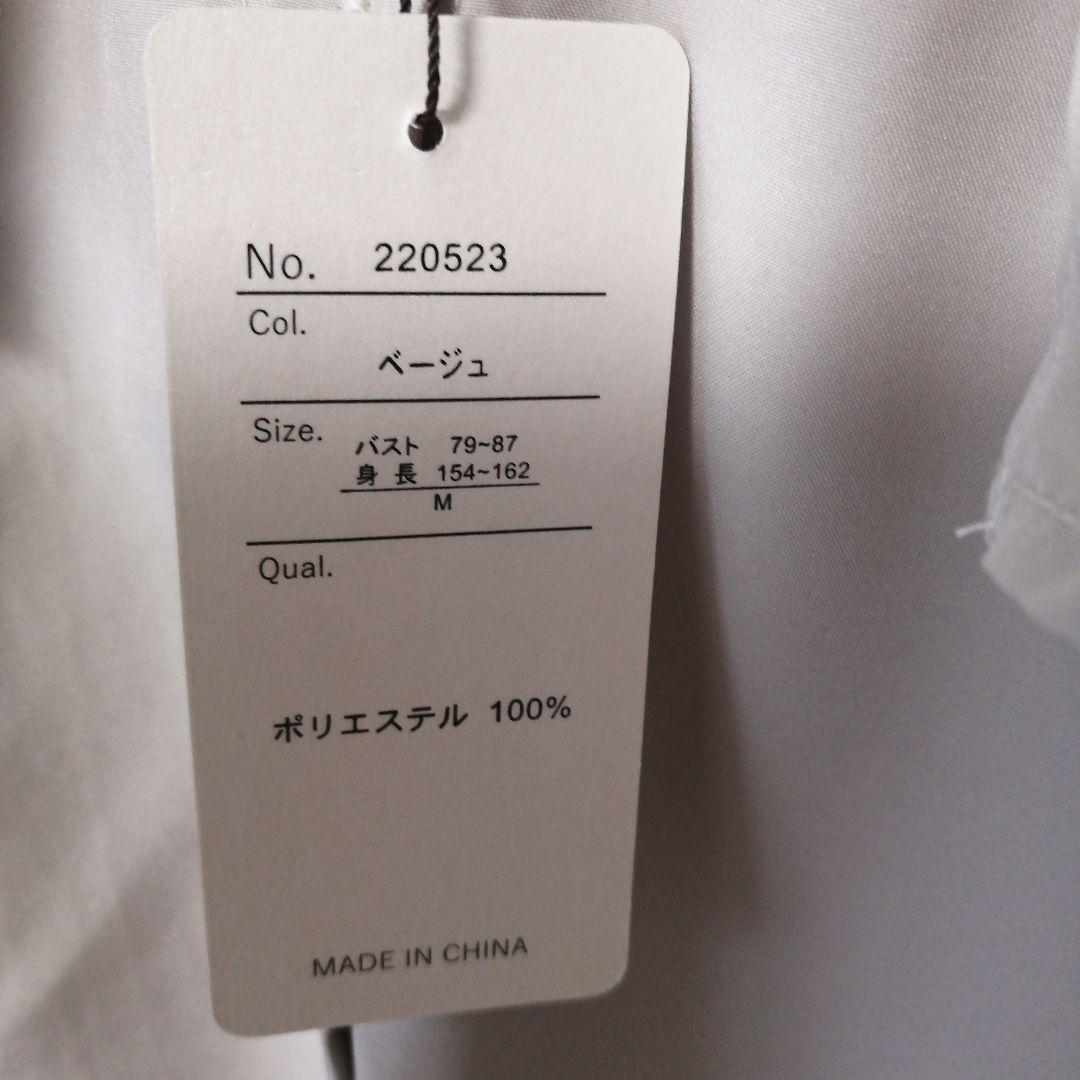 No. 220523
Col.
ベージュ
Size.
バスト 79~87
身長 154~162
M
Qual.
ポリエステル 100%
MADE IN CHINA